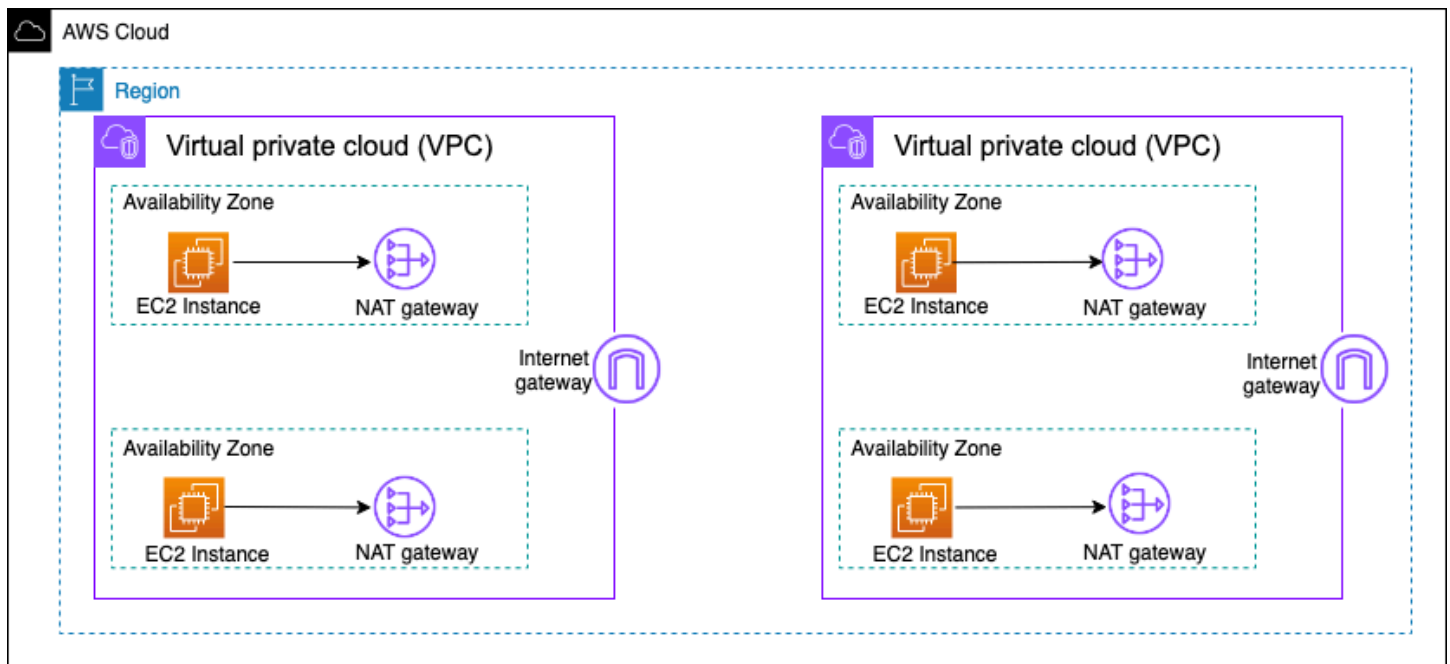 AWS Cloud
Region
Virtual private cloud (VPC)
Availability Zone
EC2 Instance
NAT gateway
Internet
gateway
Availability Zone
EC2 Instance
NAT gateway
Virtual private cloud (VPC)
Availability Zone
EC2 Instance
NAT gateway
Internet
gateway
Availability Zone
EC2 Instance
NAT gateway